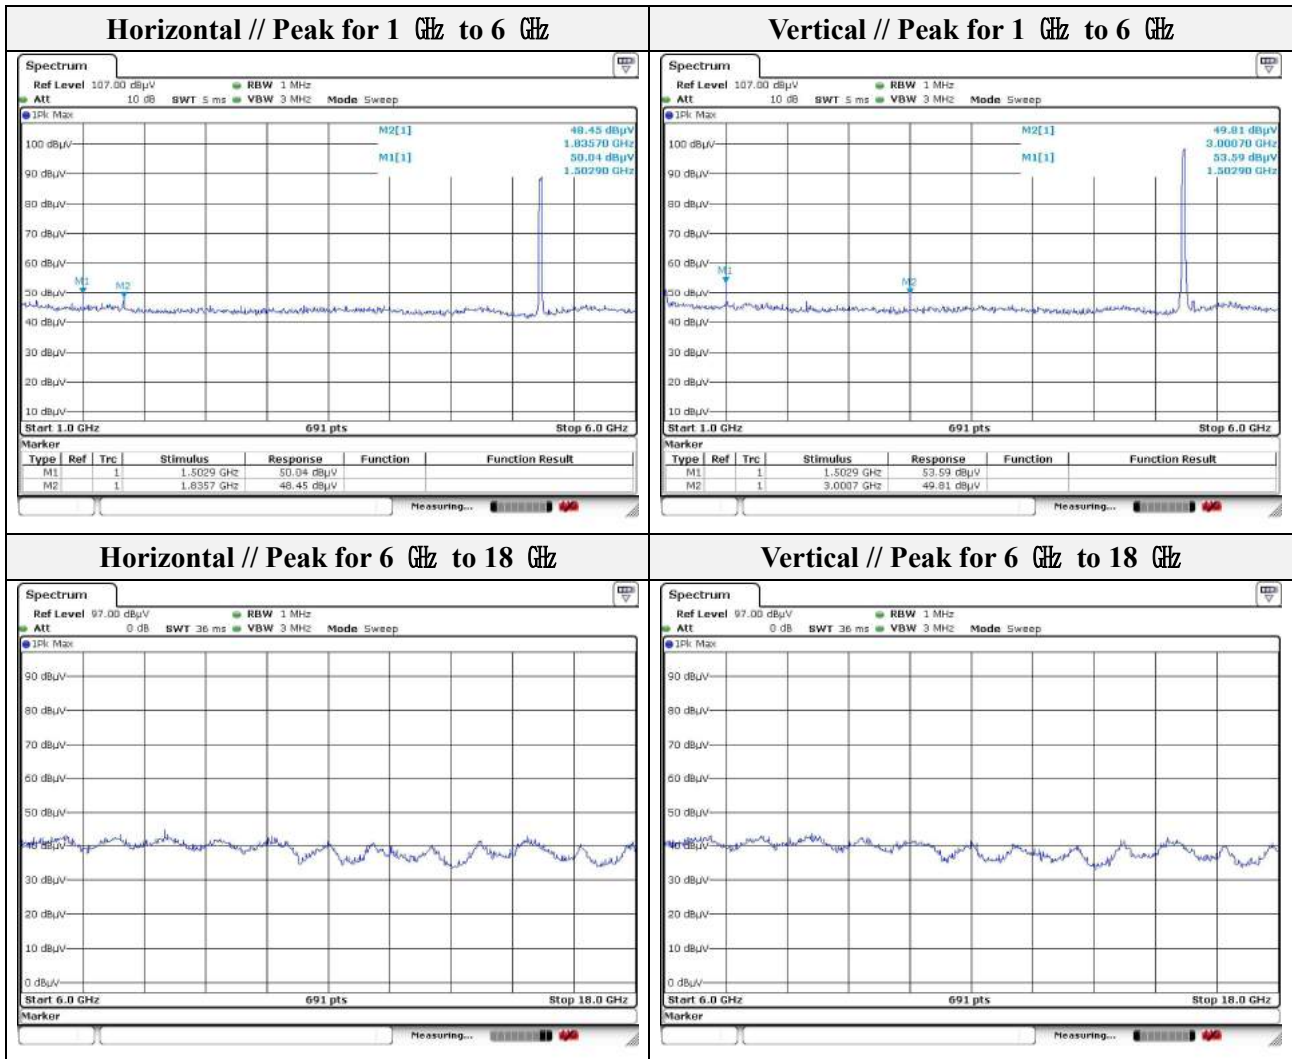 Horizontal // Peak for 1 ㎓ to 6 ㎓
Spectrum
Ref Level 107.00 dBµV RBW 1 MHz
Att 10 dB SWT 5 ms VBW 3 MHz Mode Sweep
1Pk Max
M2[1] 48.45 dBµV
1.83570 GHz
M1[1] 50.04 dBµV
1.50290 GHz
100 dBµV
90 dBµV
80 dBµV
70 dBµV
60 dBµV
M1
M2
50 dBµV
40 dBµV
30 dBµV
20 dBµV
10 dBµV
Start 1.0 GHz 691 pts Stop 6.0 GHz
Marker
Type Ref Trc Stimulus Response Function Function Result
M1 1 1.5029 GHz 50.04 dBµV
M2 1 1.8357 GHz 48.45 dBµV
Measuring...
Vertical // Peak for 1 ㎓ to 6 ㎓
Spectrum
Ref Level 107.00 dBµV RBW 1 MHz
Att 10 dB SWT 5 ms VBW 3 MHz Mode Sweep
1Pk Max
M2[1] 49.81 dBµV
3.00070 GHz
M1[1] 53.59 dBµV
1.50290 GHz
100 dBµV
90 dBµV
80 dBµV
70 dBµV
60 dBµV
M1
M2
50 dBµV
40 dBµV
30 dBµV
20 dBµV
10 dBµV
Start 1.0 GHz 691 pts Stop 6.0 GHz
Marker
Type Ref Trc Stimulus Response Function Function Result
M1 1 1.5029 GHz 53.59 dBµV
M2 1 3.0007 GHz 49.81 dBµV
Measuring...
Horizontal // Peak for 6 ㎓ to 18 ㎓
Spectrum
Ref Level 97.00 dBµV RBW 1 MHz
Att 0 dB SWT 36 ms VBW 3 MHz Mode Sweep
1Pk Max
90 dBµV
80 dBµV
70 dBµV
60 dBµV
50 dBµV
40 dBµV
30 dBµV
20 dBµV
10 dBµV
0 dBµV
Start 6.0 GHz 691 pts Stop 18.0 GHz
Marker
Measuring...
Vertical // Peak for 6 ㎓ to 18 ㎓
Spectrum
Ref Level 97.00 dBµV RBW 1 MHz
Att 0 dB SWT 36 ms VBW 3 MHz Mode Sweep
1Pk Max
90 dBµV
80 dBµV
70 dBµV
60 dBµV
50 dBµV
40 dBµV
30 dBµV
20 dBµV
10 dBµV
0 dBµV
Start 6.0 GHz 691 pts Stop 18.0 GHz
Marker
Measuring...